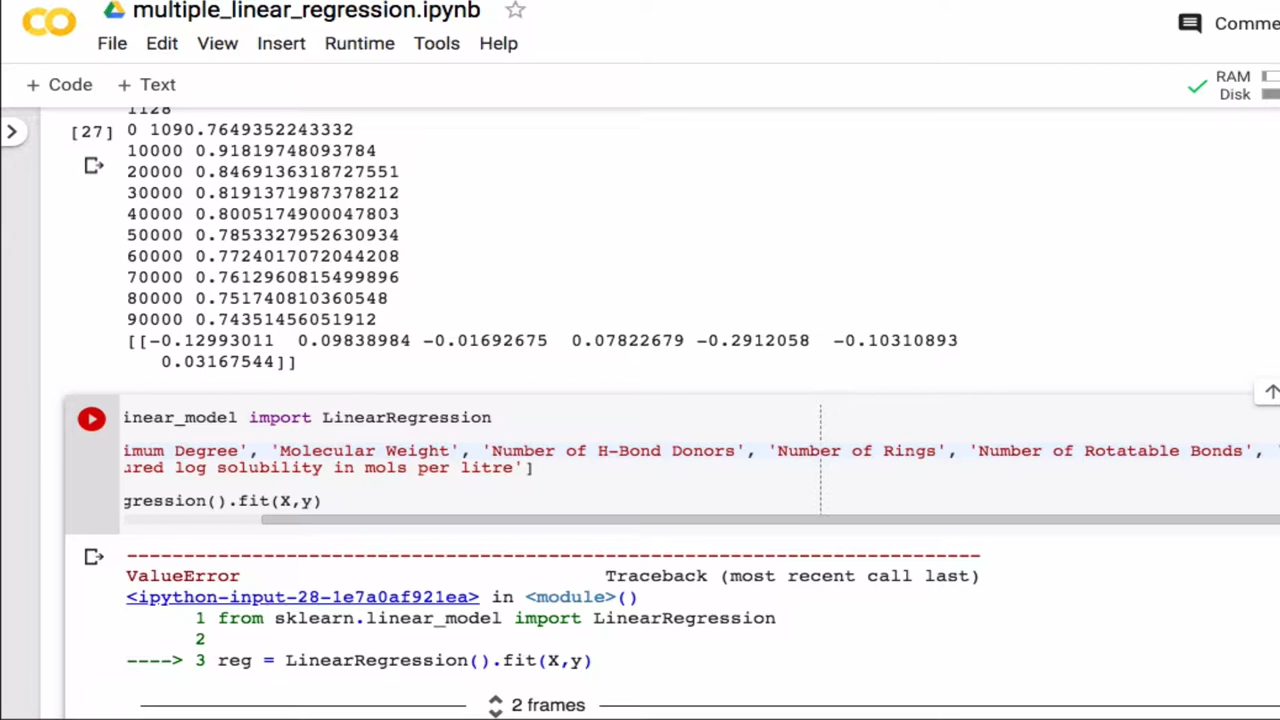 multiple_linear_regression.ipynb
Comme
File Edit View Insert Runtime Tools Help
+ Code + Text
RAM
Disk
1128
[27] 0 1090.7649352243332
10000 0.91819748093784
20000 0.8469136318727551
30000 0.8191371987378212
40000 0.8005174900047803
50000 0.7853327952630934
60000 0.7724017072044208
70000 0.7612960815499896
80000 0.751740810360548
90000 0.74351456051912
[[-0.12993011 0.09838984 -0.01692675 0.07822679 -0.2912058 -0.10310893
0.03167544]]
inear_model import LinearRegression
imum Degree', 'Molecular Weight', 'Number of H-Bond Donors', 'Number of Rings', 'Number of Rotatable Bonds', '
ured log solubility in mols per litre']
gression().fit(X,y)
---------------------------------------------------------------------------
ValueError Traceback (most recent call last)
<ipython-input-28-1e7a0af921ea> in <module>()
1 from sklearn.linear_model import LinearRegression
2
----> 3 reg = LinearRegression().fit(X,y)
2 frames